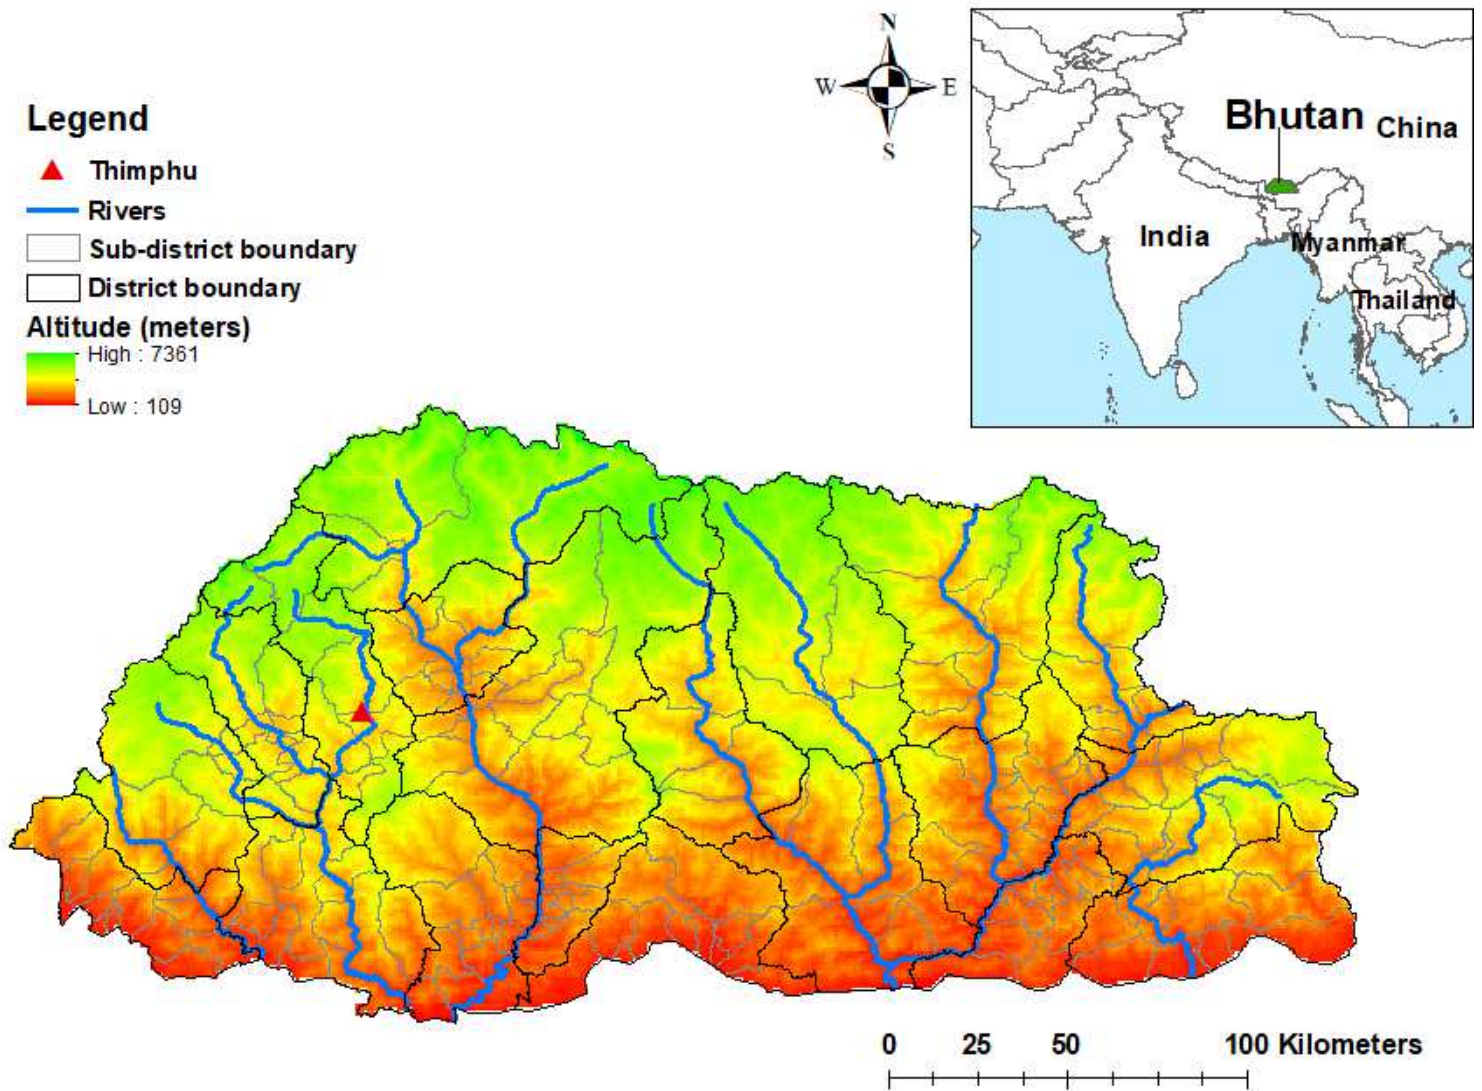 N
W E
S
Legend
Thimphu
Rivers
Sub-district boundary
District boundary
Altitude (meters)
High : 7361
Low : 109
Bhutan
China
India
Myanmar
Thailand
0 25 50 100 Kilometers